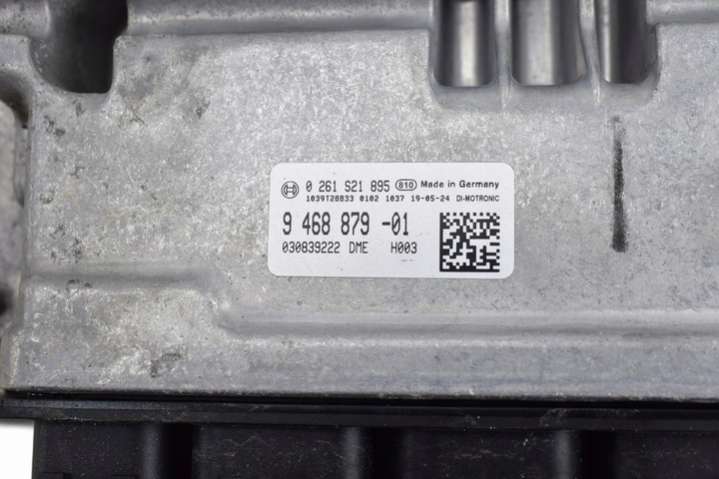 0 261 S21 895 810 Made in Germany
1039T28833 0102 1037 19-05-24 DI-MOTRONIC
9 468 879 -01
030839222 DME H003